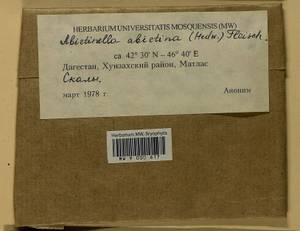 HERBARIUM UNIVERSITATIS MOSQUENSIS (MW)
Abietinella abietina (Hedw.) Fleisch.
ca. 42° 30' N – 46° 40' E
Дагестан, Хунзахский район, Матлас
Скалы.
март 1978 г.
Аноним
Herbarium MW, Bryophyta
MW 9 030 417